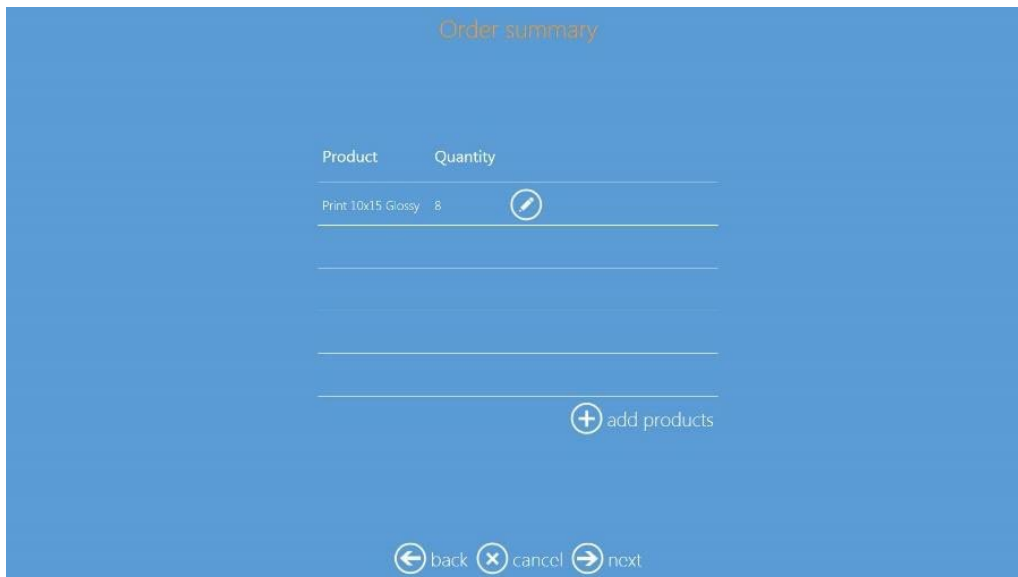 Order summary
Product Quantity
Print 10x15 Glossy 8
add products
back cancel next